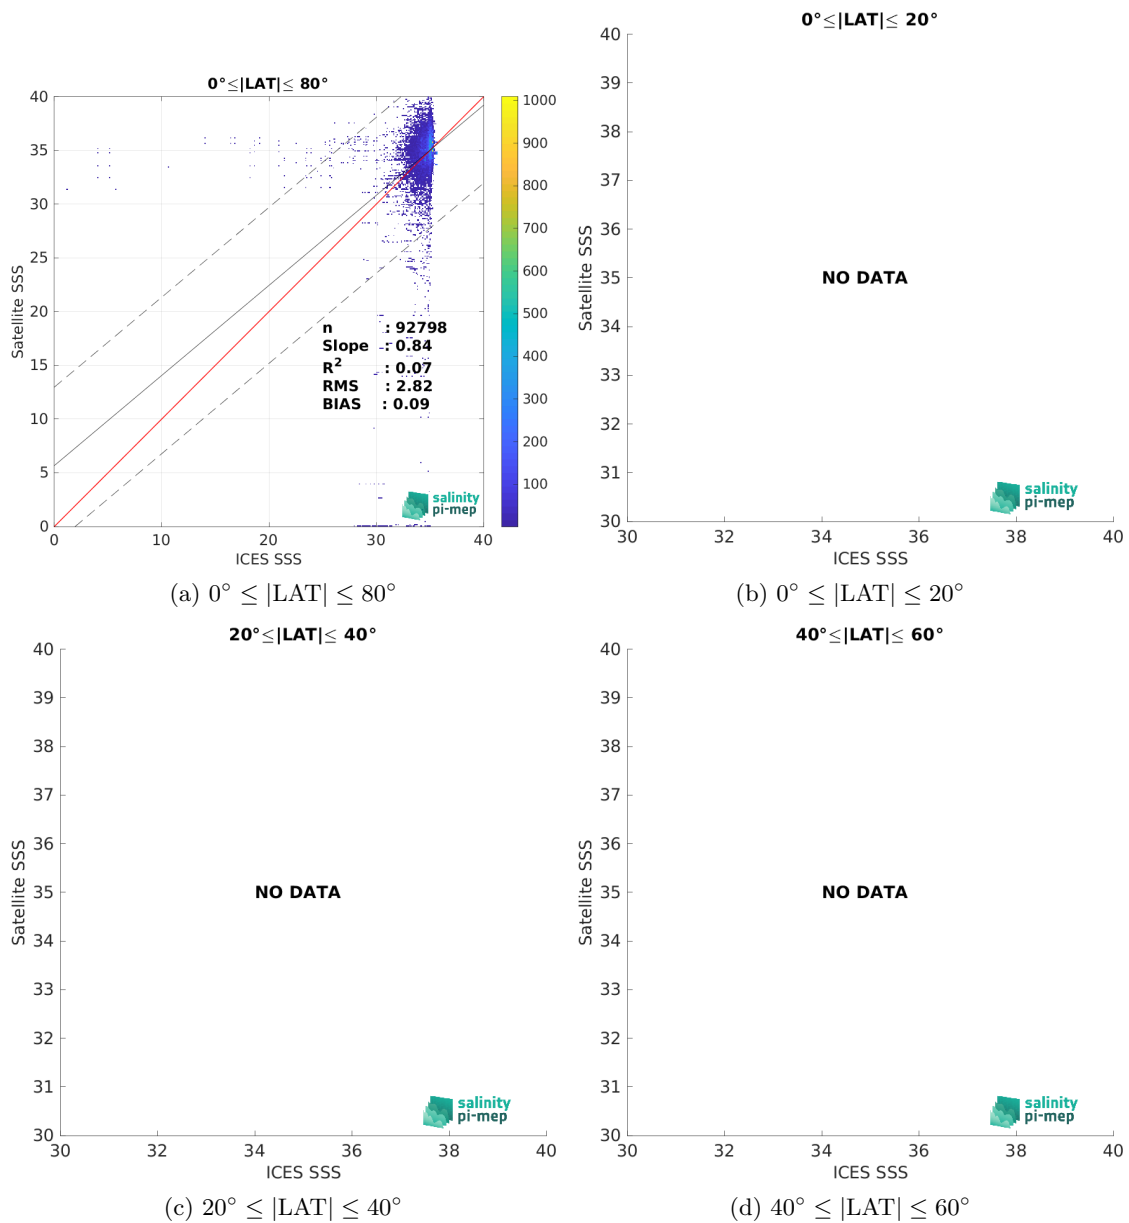 0°≤|LAT|≤ 80°
40
35
30
25
20
15
10
5
0
Satellite SSS
n : 92798
Slope : 0.84
R² : 0.07
RMS : 2.82
BIAS : 0.09
salinity
pi-mep
0 10 20 30 40
ICES SSS
1000
900
800
700
600
500
400
300
200
100
(a) 0° ≤ |LAT| ≤ 80°
0°≤|LAT|≤ 20°
40
39
38
37
36
35
34
33
32
31
30
Satellite SSS
NO DATA
salinity
pi-mep
30 32 34 36 38 40
ICES SSS
(b) 0° ≤ |LAT| ≤ 20°
20°≤|LAT|≤ 40°
40
39
38
37
36
35
34
33
32
31
30
Satellite SSS
NO DATA
salinity
pi-mep
30 32 34 36 38 40
ICES SSS
(c) 20° ≤ |LAT| ≤ 40°
40°≤|LAT|≤ 60°
40
39
38
37
36
35
34
33
32
31
30
Satellite SSS
NO DATA
salinity
pi-mep
30 32 34 36 38 40
ICES SSS
(d) 40° ≤ |LAT| ≤ 60°